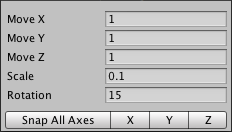 Move X 1
Move Y 1
Move Z 1
Scale 0.1
Rotation 15
Snap All Axes X Y Z